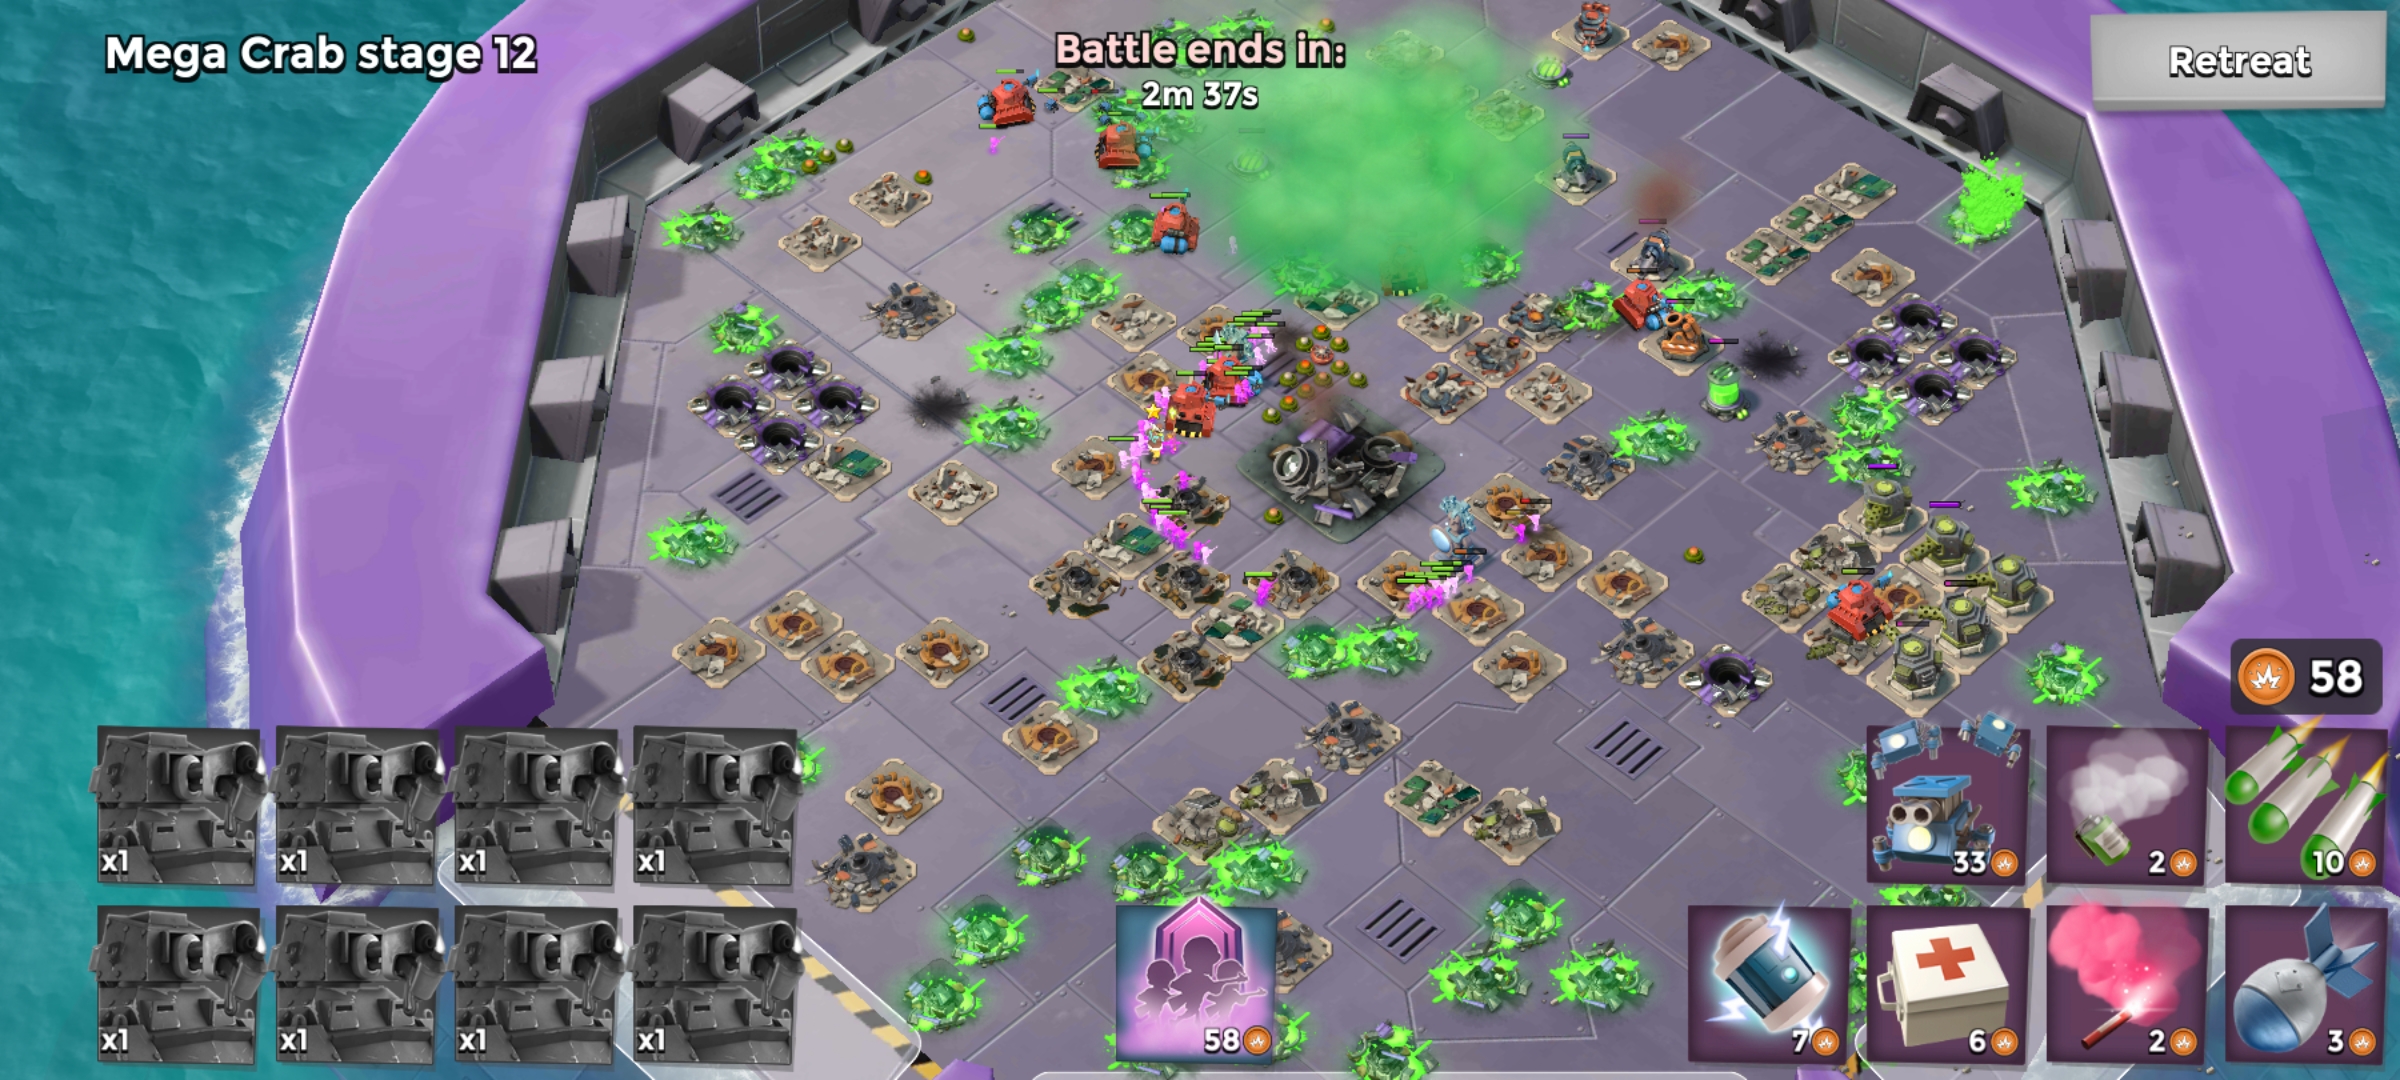 Mega Crab stage 12
Battle ends in:
2m 37s
Retreat
58
x1
x1
x1
x1
33
2
10
x1
x1
x1
x1
58
7
6
2
3